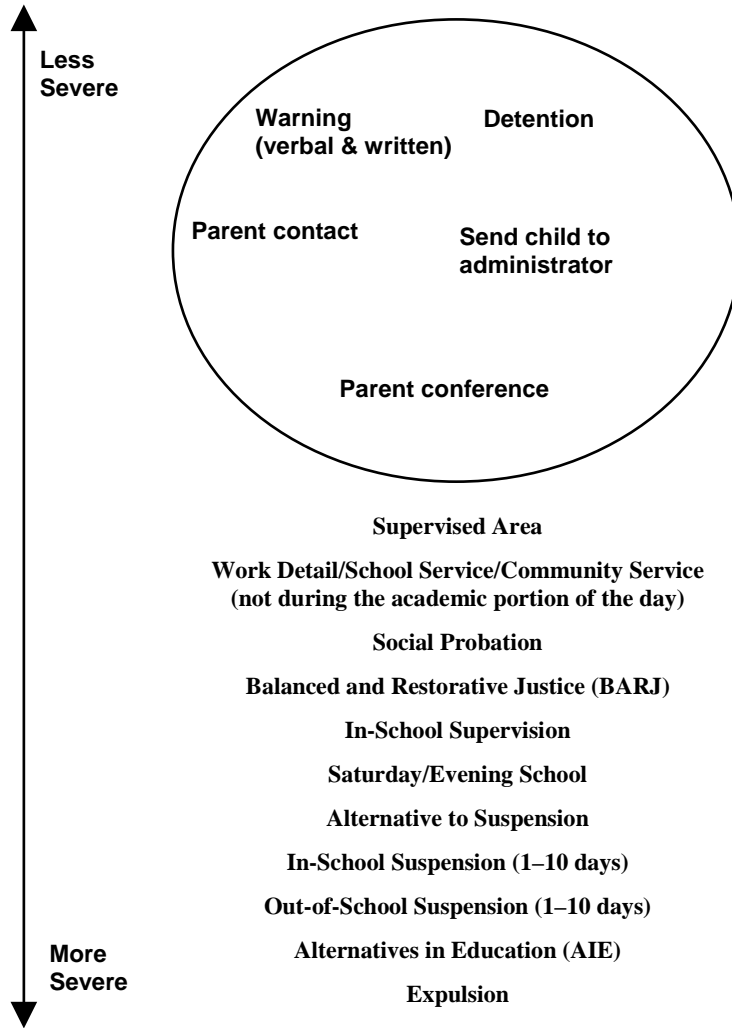 Less
Severe
Warning
(verbal & written)
Detention
Parent contact
Send child to
administrator
Parent conference
Supervised Area
Work Detail/School Service/Community Service
(not during the academic portion of the day)
Social Probation
Balanced and Restorative Justice (BARJ)
In-School Supervision
Saturday/Evening School
Alternative to Suspension
In-School Suspension (1–10 days)
Out-of-School Suspension (1–10 days)
Alternatives in Education (AIE)
Expulsion
More
Severe